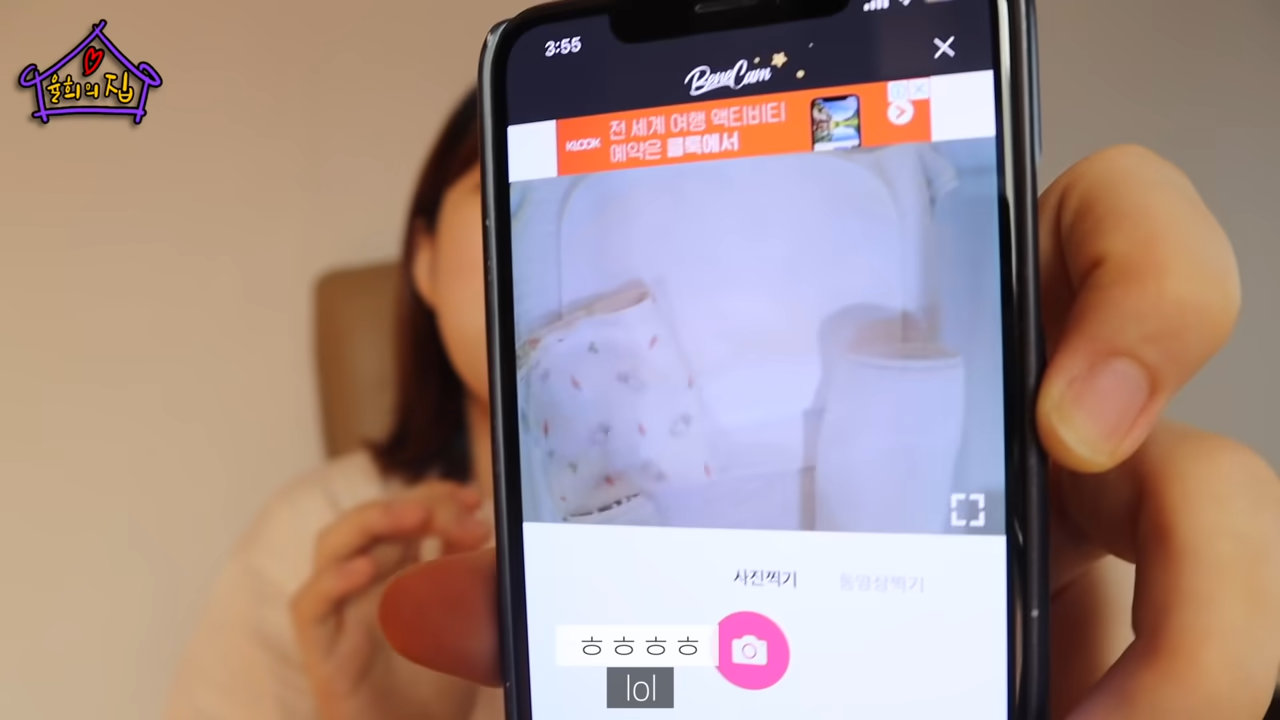 율희의 집
3:55
BeneCam
KLOOK
전 세계 여행 액티비티
예약은 클룩에서
사진찍기
동영상찍기
ㅎㅎㅎㅎ
lol